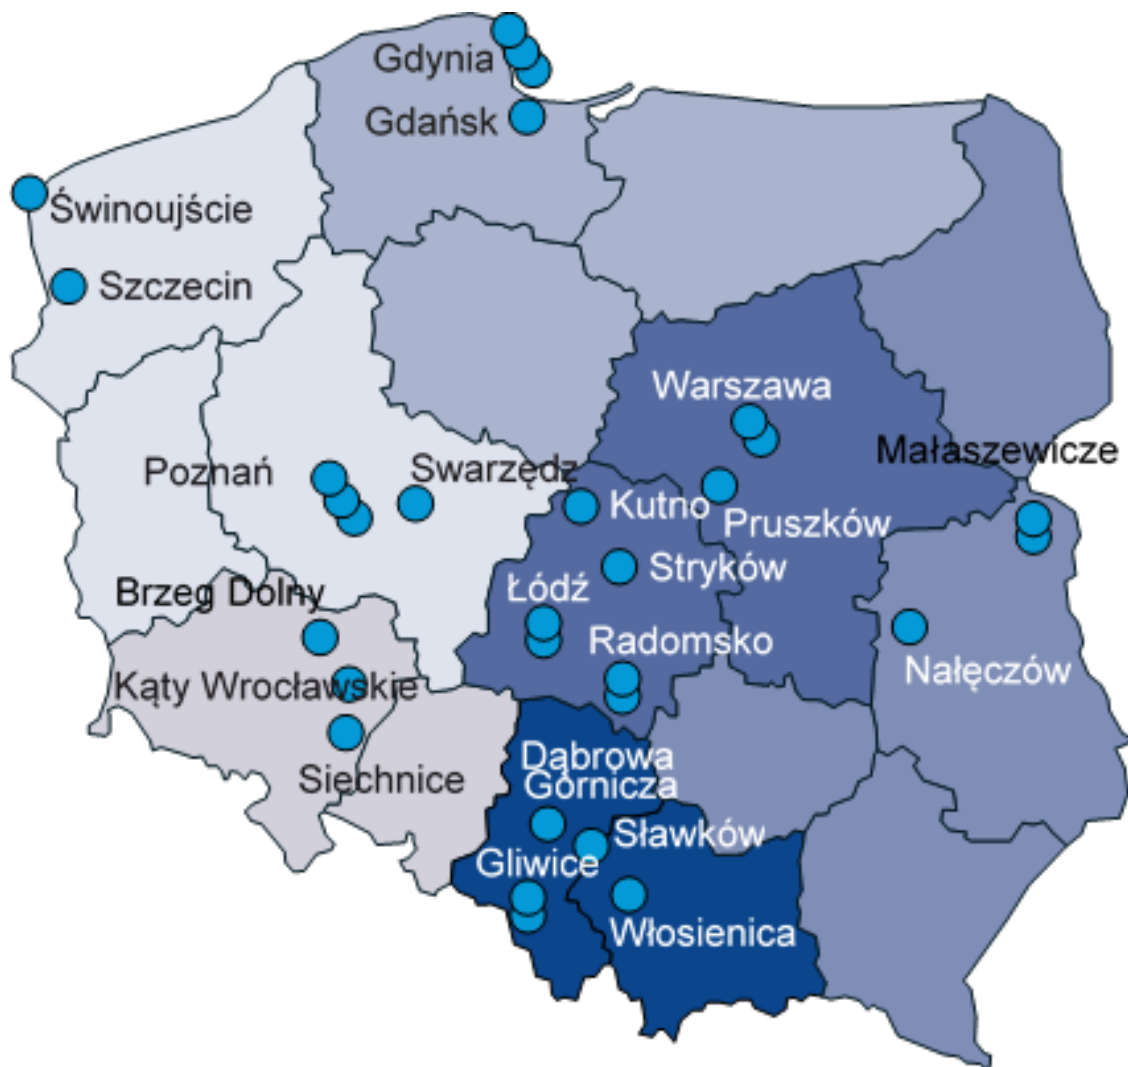 Gdynia
Gdańsk
Świnoujście
Szczecin
Warszawa
Małaszewicze
Poznań
Swarzędz
Kutno
Pruszków
Stryków
Brzeg Dolny
Łódź
Radomsko
Nałęczów
Kąty Wrocławskie
Siechnice
Dąbrowa
Górnicza
Sławków
Gliwice
Włosienica